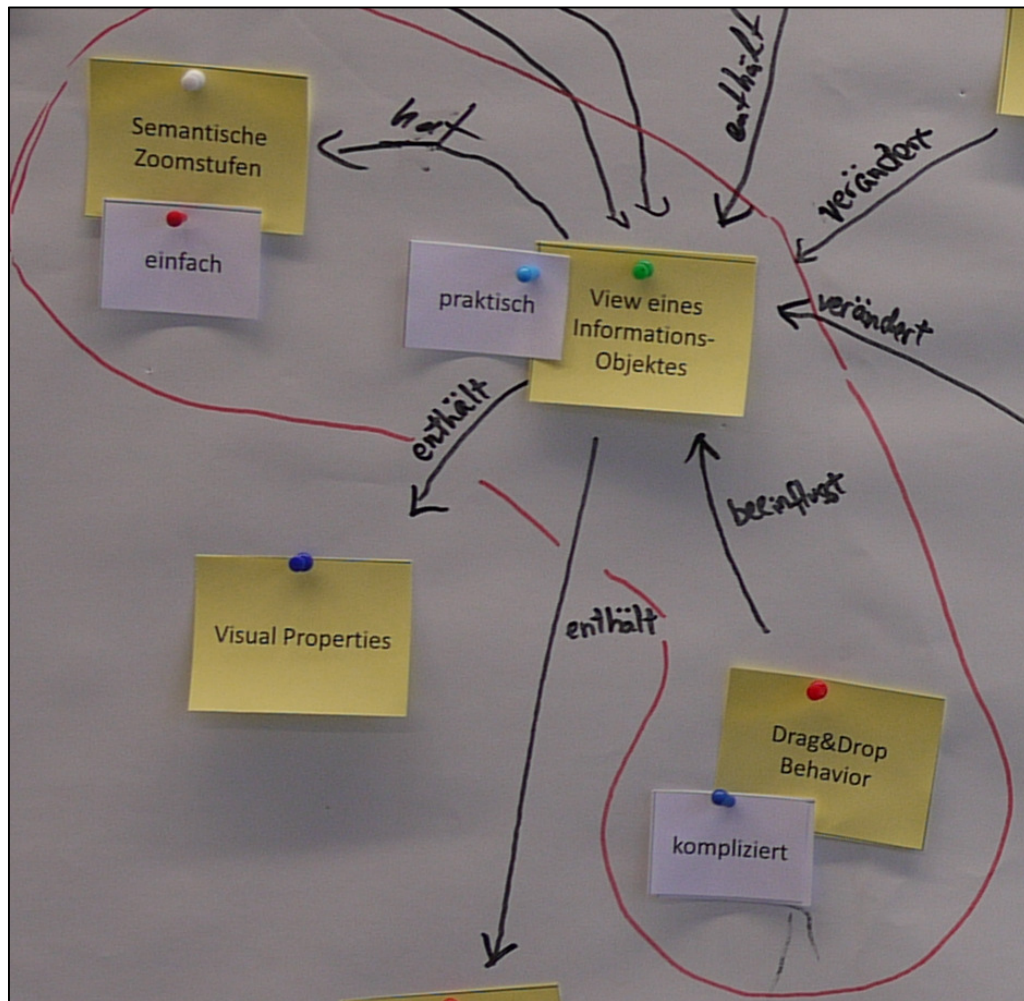 enthält
hat
Semantische
Zoomstufen
einfach
verändert
praktisch
View eines
Informations-
Objektes
verändert
enthält
beeinflusst
enthält
Visual Properties
Drag&Drop
Behavior
kompliziert